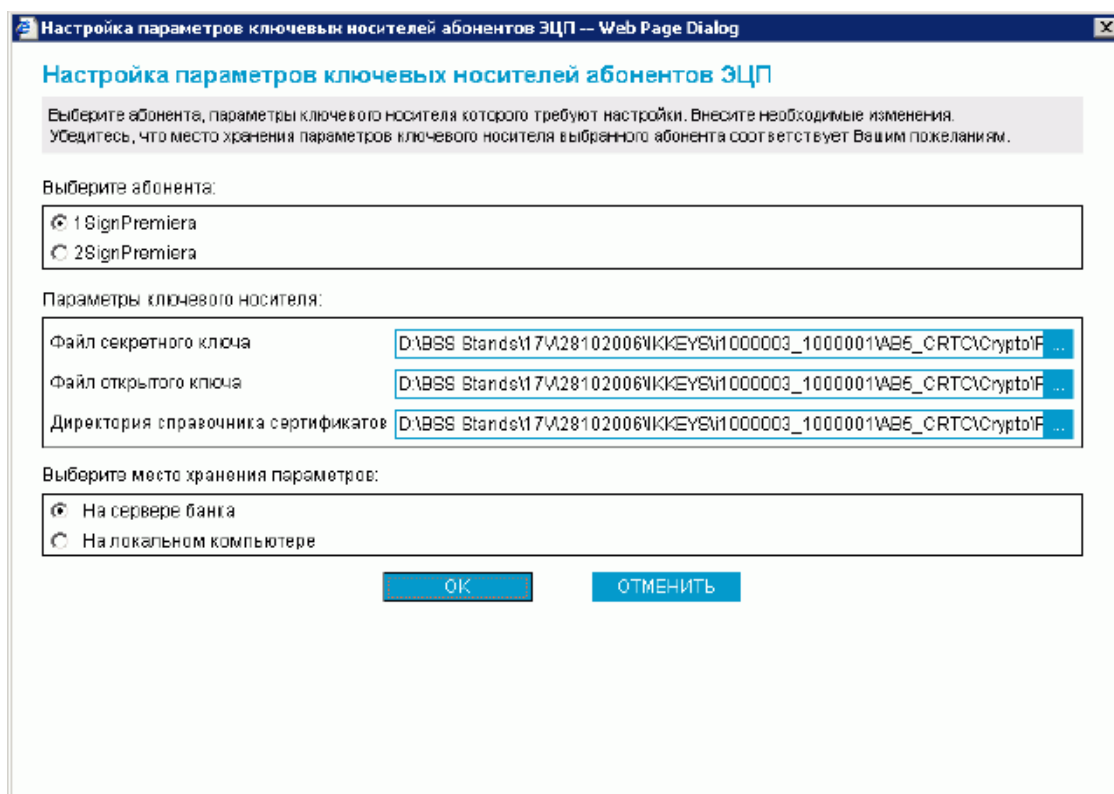 Настройка параметров ключевых носителей абонентов ЭЦП -- Web Page Dialog
Настройка параметров ключевых носителей абонентов ЭЦП
Выберите абонента, параметры ключевого носителя которого требуют настройки. Внесите необходимые изменения.
Убедитесь, что место хранения параметров ключевого носителя выбранного абонента соответствует Вашим пожеланиям.
Выберите абонента:
1SignPremiera
2SignPremiera
Параметры ключевого носителя:
Файл секретного ключа D:\BSS Stands\17\V\28102006\IKKEYS\i1000003_1000001\AB5_CRTC\Crypto\F ...
Файл открытого ключа D:\BSS Stands\17\V\28102006\IKKEYS\i1000003_1000001\AB5_CRTC\Crypto\F ...
Директория справочника сертификатов D:\BSS Stands\17\V\28102006\IKKEYS\i1000003_1000001\AB5_CRTC\Crypto\F ...
Выберите место хранения параметров:
На сервере банка
На локальном компьютере
OK ОТМЕНИТЬ